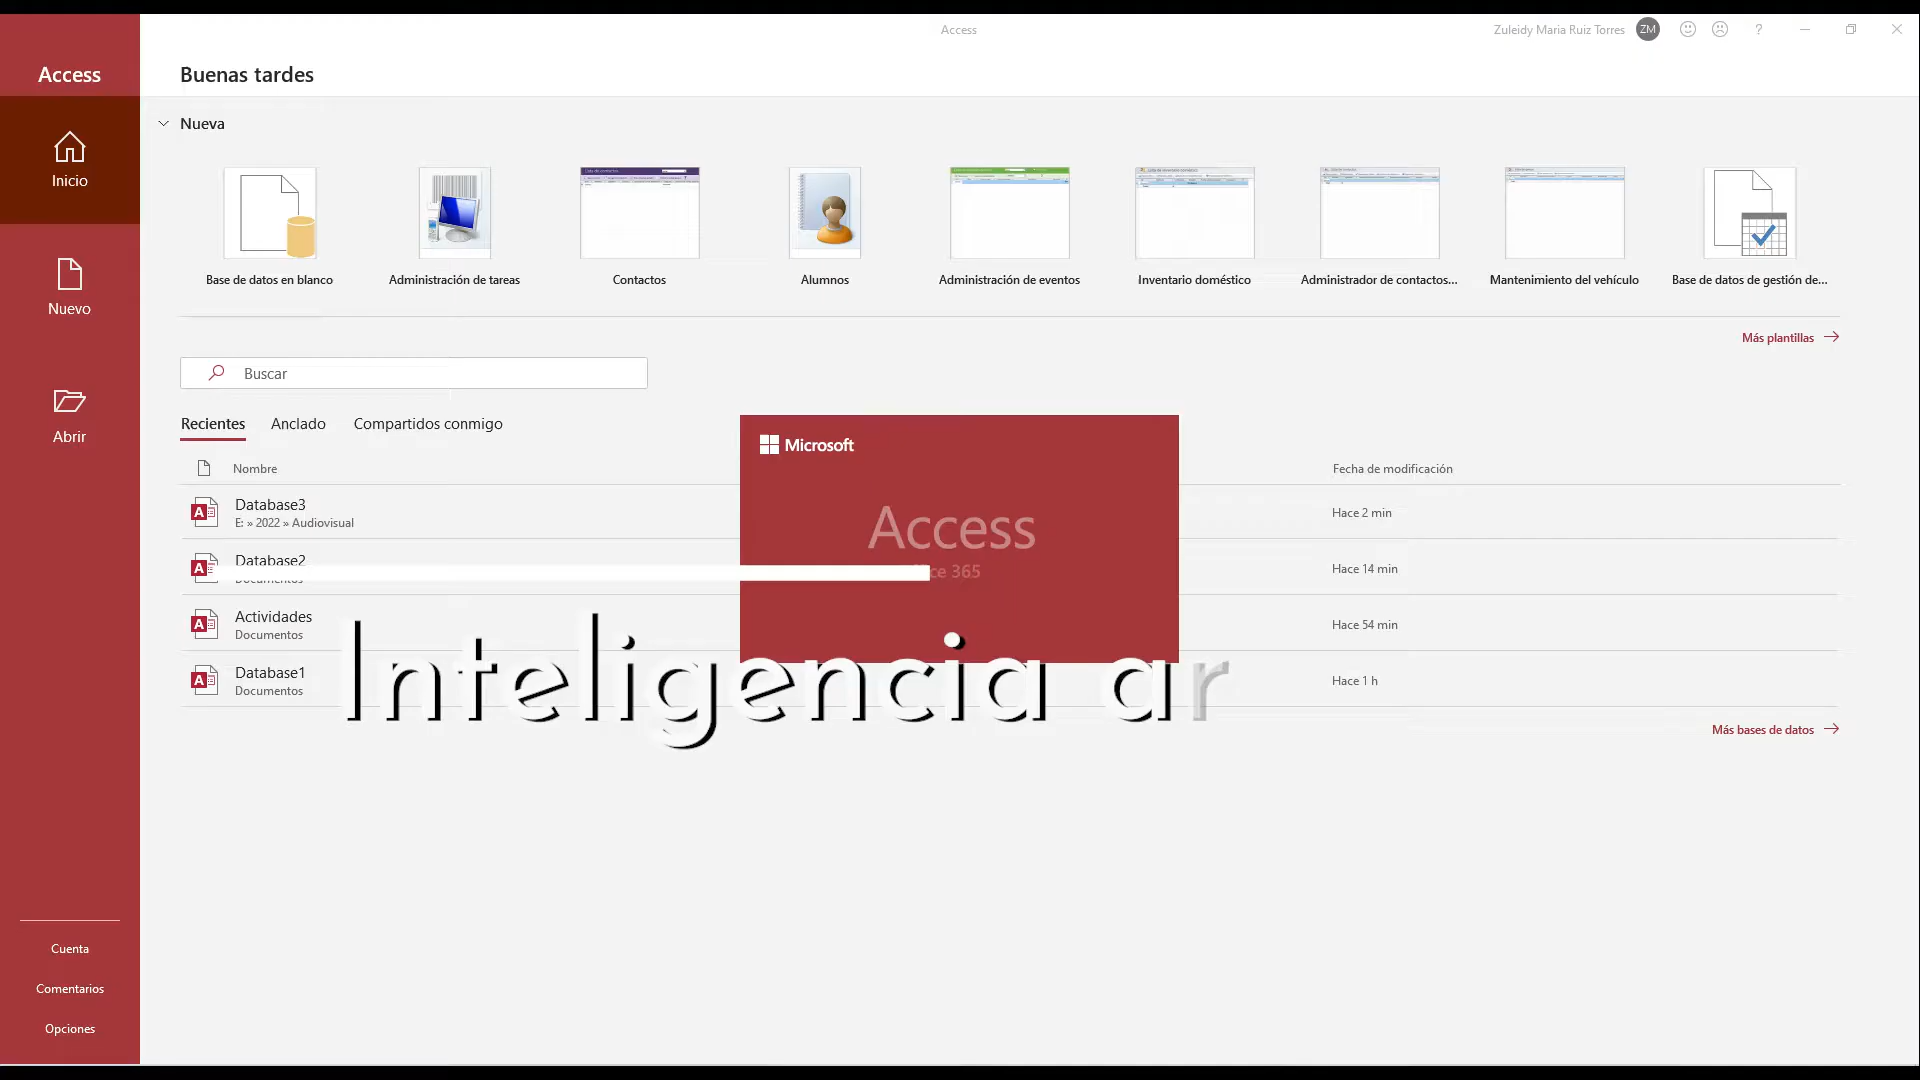 Access
Zuleidy Maria Ruiz Torres ZM
?
Access
Buenas tardes
Nueva
Inicio
Base de datos en blanco
Administración de tareas
Contactos
Alumnos
Administración de eventos
Inventario doméstico
Administrador de contactos...
Mantenimiento del vehículo
Base de datos de gestión de...
Nuevo
Más plantillas
Buscar
Abrir
Recientes
Anclado
Compartidos conmigo
Microsoft
Nombre
Fecha de modificación
Database3
E: » 2022 » Audiovisual
Hace 2 min
Access
365
Database2
Documentos
Hace 14 min
Actividades
Documentos
Hace 54 min
Inteligencia ar
Database1
Documentos
Hace 1 h
Más bases de datos
Cuenta
Comentarios
Opciones